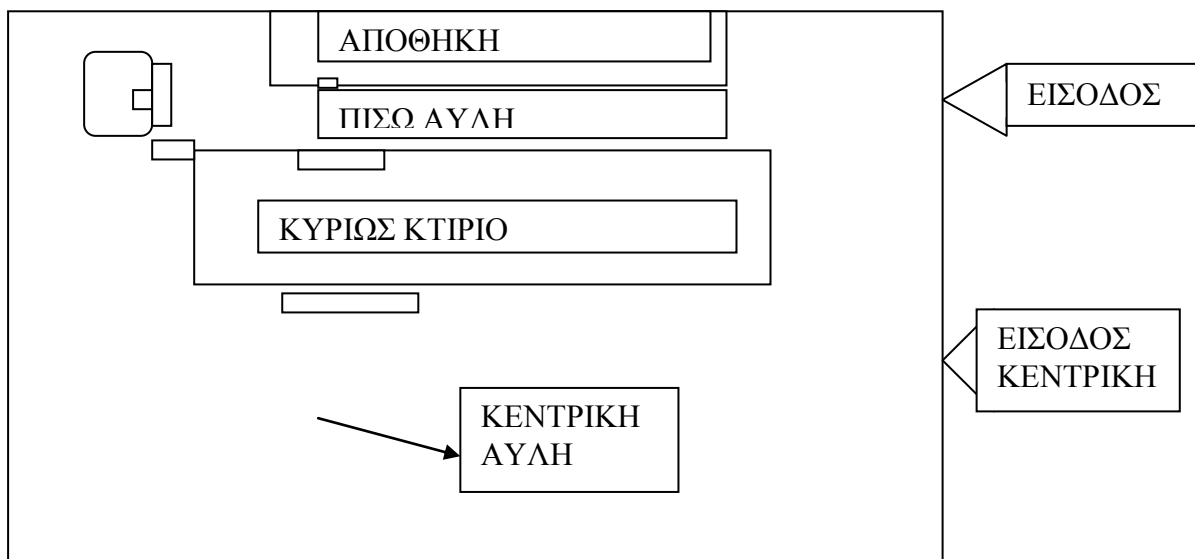 ΑΠΟΘΗΚΗ
ΠΙΣΩ ΑΥΛΗ
ΕΙΣΟΔΟΣ
ΚΥΡΙΩΣ ΚΤΙΡΙΟ
ΕΙΣΟΔΟΣ
ΚΕΝΤΡΙΚΗ
ΚΕΝΤΡΙΚΗ
ΑΥΛΗ